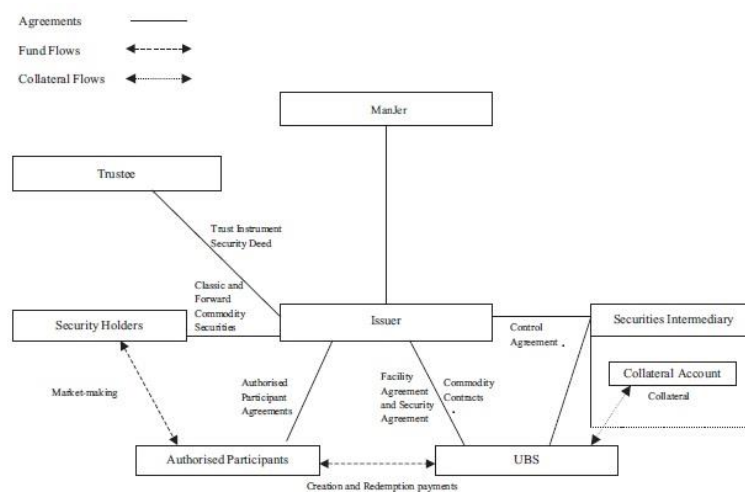 Agreements
Fund Flows
Collateral Flows
ManJer
Trustee
Trust Instrument
Security Deed
Classic and
Forward
Commodity
Securities
Security Holders
Issuer
Securities Intermediary
Control
Agreement
Collateral Account
Collateral
Market-making
Authorised
Participant
Agreements
Facility
Agreement
and Security
Agreement
Commodity
Contracts
Authorised Participants
UBS
Creation and Redemption payments